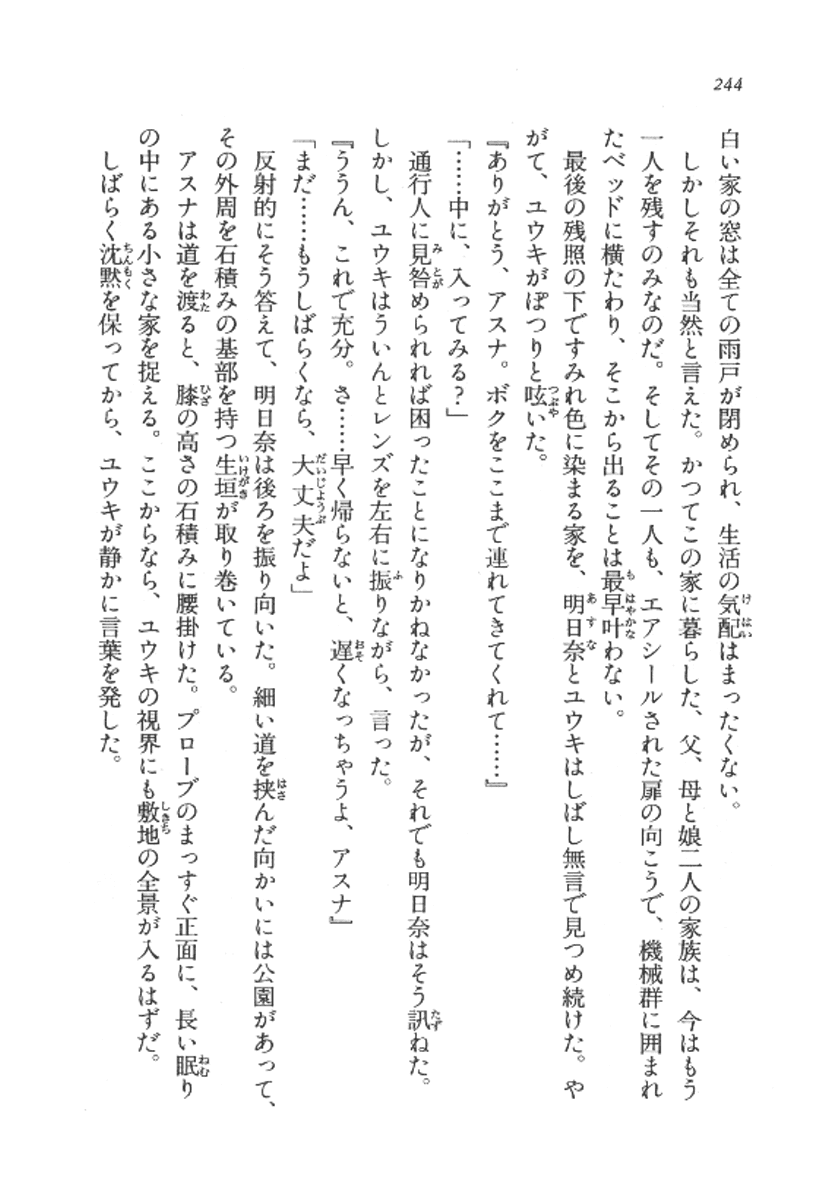 244
白い家の窓は全ての雨戸が閉められ、生活の気配はまったくない。
しかしそれも当然と言えた。かつてこの家に暮らした、父、母と娘二人の家族は、今はもう
一人を残すのみなのだ。そしてその一人も、エアシールされた扉の向こうで、機械群に囲まれ
たベッドに横たわり、そこから出ることは最早叶わない。
最後の残照の下ですみれ色に染まる家を、明日奈とユウキはしばし無言で見つめ続けた。や
がて、ユウキがぽつりと呟いた。
『ありがとう、アスナ。ボクをここまで連れてきてくれて……』
「……中に、入ってみる？」
通行人に見咎められれば困ったことになりかねなかったが、それでも明日奈はそう訊ねた。
しかし、ユウキはういんとレンズを左右に振りながら、言った。
『ううん、これで充分。さ……早く帰らないと、遅くなっちゃうよ、アスナ』
「まだ……もうしばらくなら、大丈夫だよ」
反射的にそう答えて、明日奈は後ろを振り向いた。細い道を挟んだ向かいには公園があって、
その外周を石積みの基部を持つ生垣が取り巻いている。
アスナは道を渡ると、膝の高さの石積みに腰掛けた。プローブのまっすぐ正面に、長い眠り
の中にある小さな家を捉える。ここからなら、ユウキの視界にも敷地の全景が入るはずだ。
しばらく沈黙を保ってから、ユウキが静かに言葉を発した。